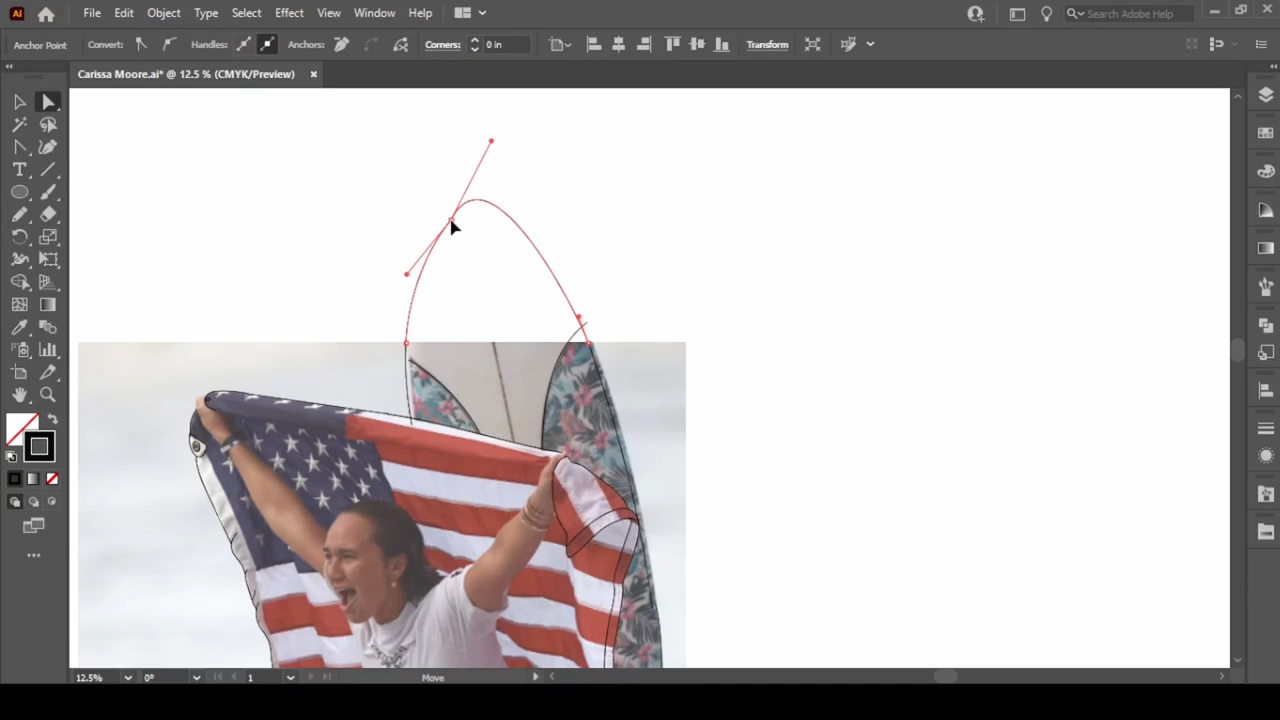 Ai File Edit Object Type Select Effect View Window Help Search Adobe Help
Anchor Point Convert: Handles: Anchors: Corners: 0 in Transform
Carissa Moore.ai* @ 12.5 % (CMYK/Preview)
12.5% 0° 1 Move